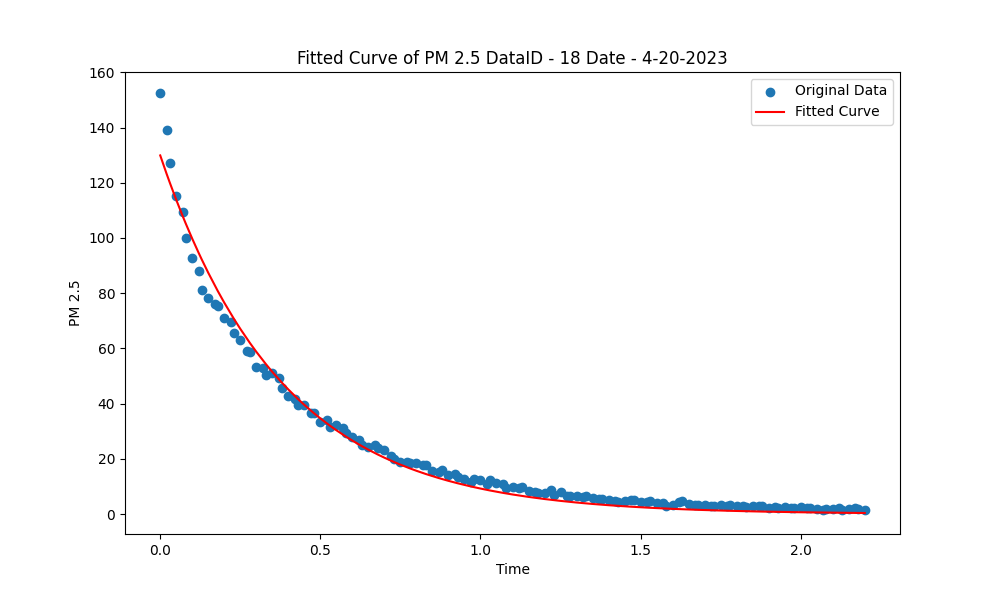 Fitted Curve of PM 2.5 DataID - 18 Date - 4-20-2023
Original Data
Fitted Curve
160
140
120
100
80
60
40
20
0
PM 2.5
0.0 0.5 1.0 1.5 2.0
Time